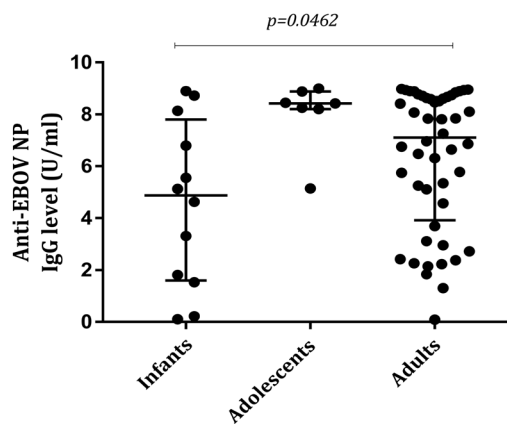 p=0.0462
Anti-EBOV NP
IgG level (U/ml)
10
8
6
4
2
0
Infants
Adolescents
Adults